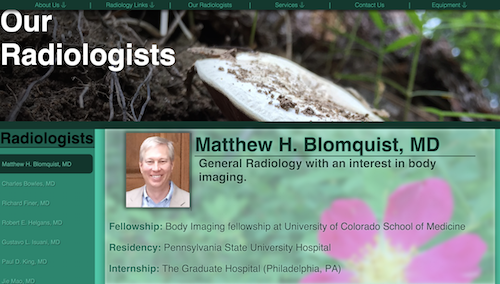 About Us | Radiology Links | Our Radiologists | Services | Contact Us | Equipment
Our
Radiologists
Radiologists
Matthew H. Blomquist, MD
Charles Bowles, MD
Richard Finer, MD
Robert E. Helgans, MD
Gustavo L. Isuani, MD
Paul D. King, MD
Jie Mao, MD
Matthew H. Blomquist, MD
General Radiology with an interest in body
imaging.
Fellowship: Body Imaging fellowship at University of Colorado School of Medicine
Residency: Pennsylvania State University Hospital
Internship: The Graduate Hospital (Philadelphia, PA)